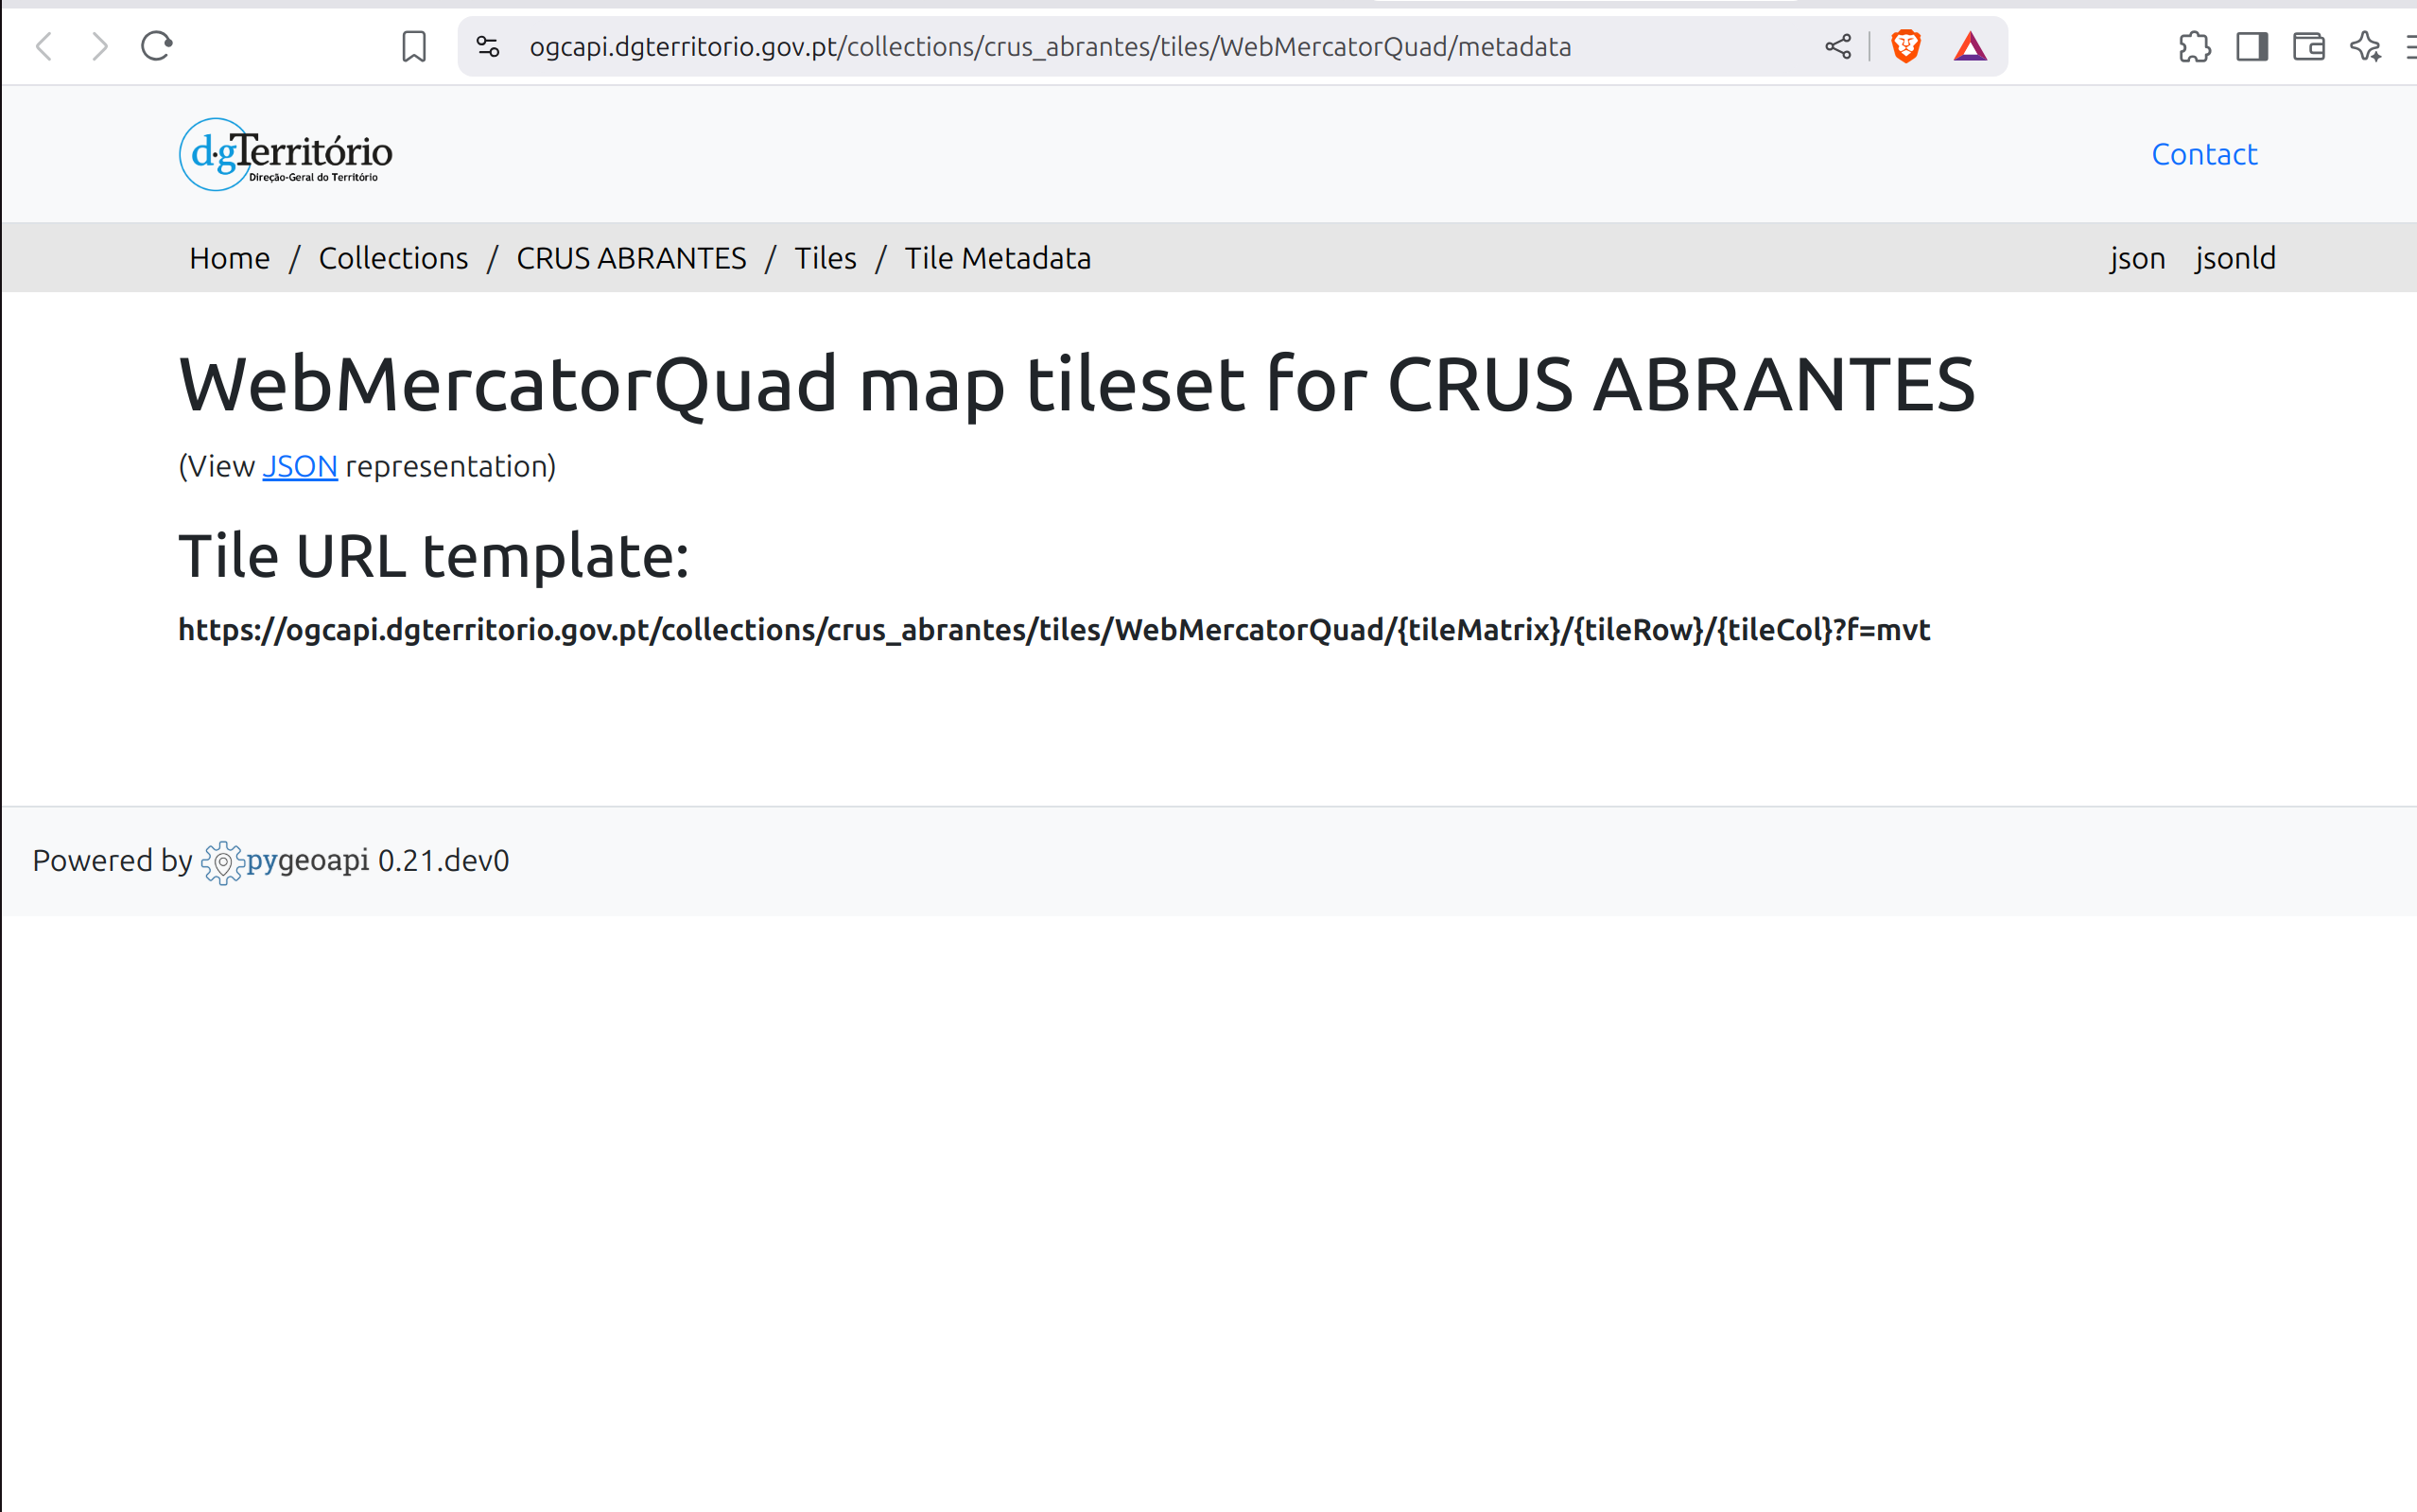 ogcapi.dgterritorio.gov.pt/collections/crus_abrantes/tiles/WebMercatorQuad/metadata
d·gTerritório
Direção-Geral do Território
Contact
Home / Collections / CRUS ABRANTES / Tiles / Tile Metadata json jsonld
WebMercatorQuad map tileset for CRUS ABRANTES
(View JSON representation)
Tile URL template:
https://ogcapi.dgterritorio.gov.pt/collections/crus_abrantes/tiles/WebMercatorQuad/{tileMatrix}/{tileRow}/{tileCol}?f=mvt
Powered by pygeoapi 0.21.dev0